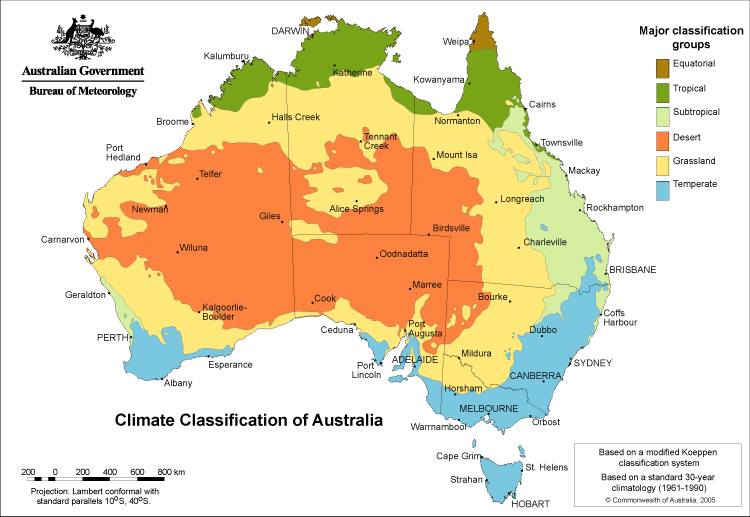 Australian Government
Bureau of Meteorology
Major classification
groups
Equatorial
Tropical
Subtropical
Desert
Grassland
Temperate
DARWIN
Weipa
Kalumburu
Katherine
Kowanyama
Cairns
Broome
Halls Creek
Normanton
Tennant
Creek
Townsville
Port
Hedland
Mount Isa
Mackay
Telfer
Newman
Alice Springs
Longreach
Rockhampton
Giles
Birdsville
Carnarvon
Wiluna
Oodnadatta
Charleville
BRISBANE
Geraldton
Marree
Bourke
Kalgoorlie-
Boulder
Cook
Coffs
Harbour
PERTH
Ceduna
Port
Augusta
Dubbo
Esperance
Mildura
SYDNEY
Port
Lincoln
ADELAIDE
CANBERRA
Albany
Horsham
MELBOURNE
Climate Classification of Australia
Warrnambool
Orbost
Cape Grim
St. Helens
Strahan
HOBART
200 0 200 400 600 800 km
Projection: Lambert conformal with
standard parallels 10°S, 40°S.
Based on a modified Koeppen
classification system
Based on a standard 30-year
climatology (1961-1990)
© Commonwealth of Australia, 2005